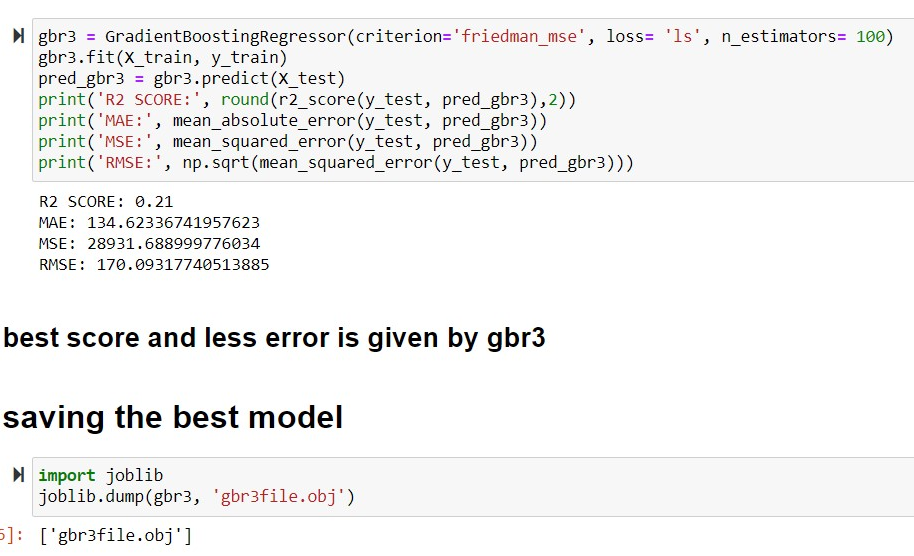 gbr3 = GradientBoostingRegressor(criterion='friedman_mse', loss= 'ls', n_estimators= 100)
gbr3.fit(X_train, y_train)
pred_gbr3 = gbr3.predict(X_test)
print('R2 SCORE:', round(r2_score(y_test, pred_gbr3),2))
print('MAE:', mean_absolute_error(y_test, pred_gbr3))
print('MSE:', mean_squared_error(y_test, pred_gbr3))
print('RMSE:', np.sqrt(mean_squared_error(y_test, pred_gbr3)))
R2 SCORE: 0.21
MAE: 134.62336741957623
MSE: 28931.688999776034
RMSE: 170.09317740513885
best score and less error is given by gbr3
saving the best model
import joblib
joblib.dump(gbr3, 'gbr3file.obj')
]: ['gbr3file.obj']